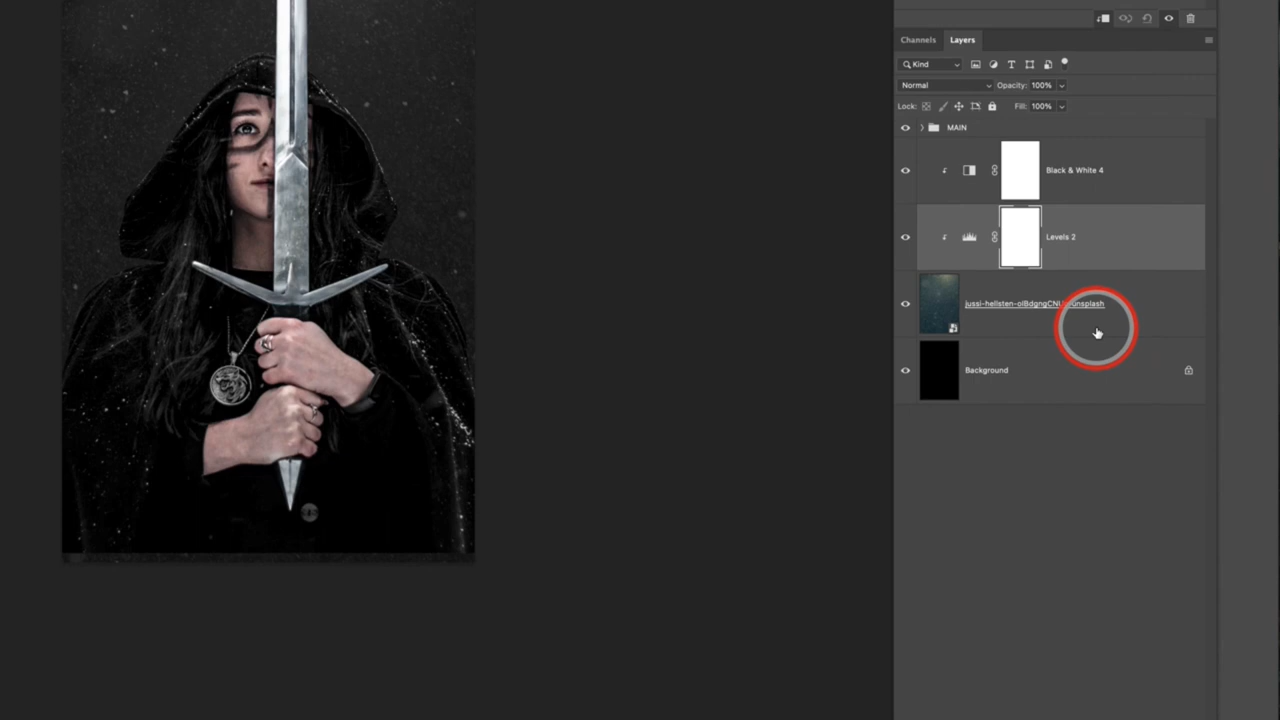 Channels Layers
Kind
Normal Opacity: 100%
Lock: Fill: 100%
MAIN
Black & White 4
Levels 2
Background